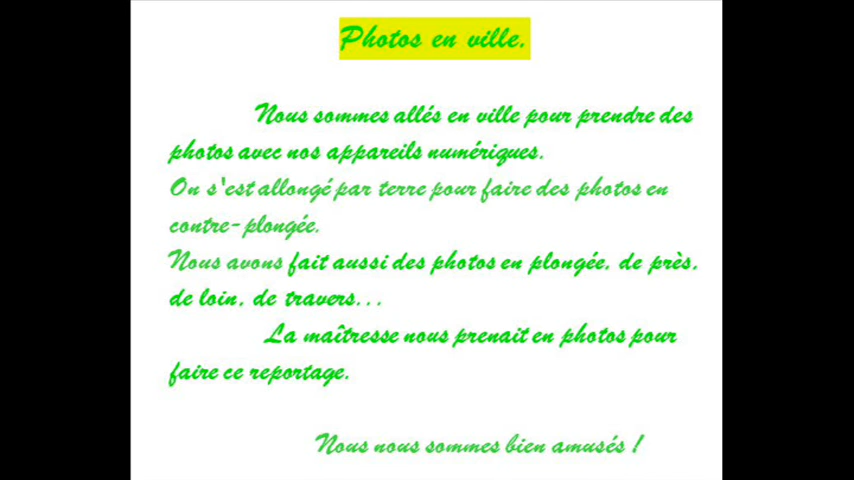 Photos en ville.
Nous sommes allés en ville pour prendre des
photos avec nos appareils numériques.
On s'est allongé par terre pour faire des photos en
contre-plongée.
Nous avons fait aussi des photos en plongée, de près,
de loin, de travers...
La maîtresse nous prenait en photos pour
faire ce reportage.
Nous nous sommes bien amusés !